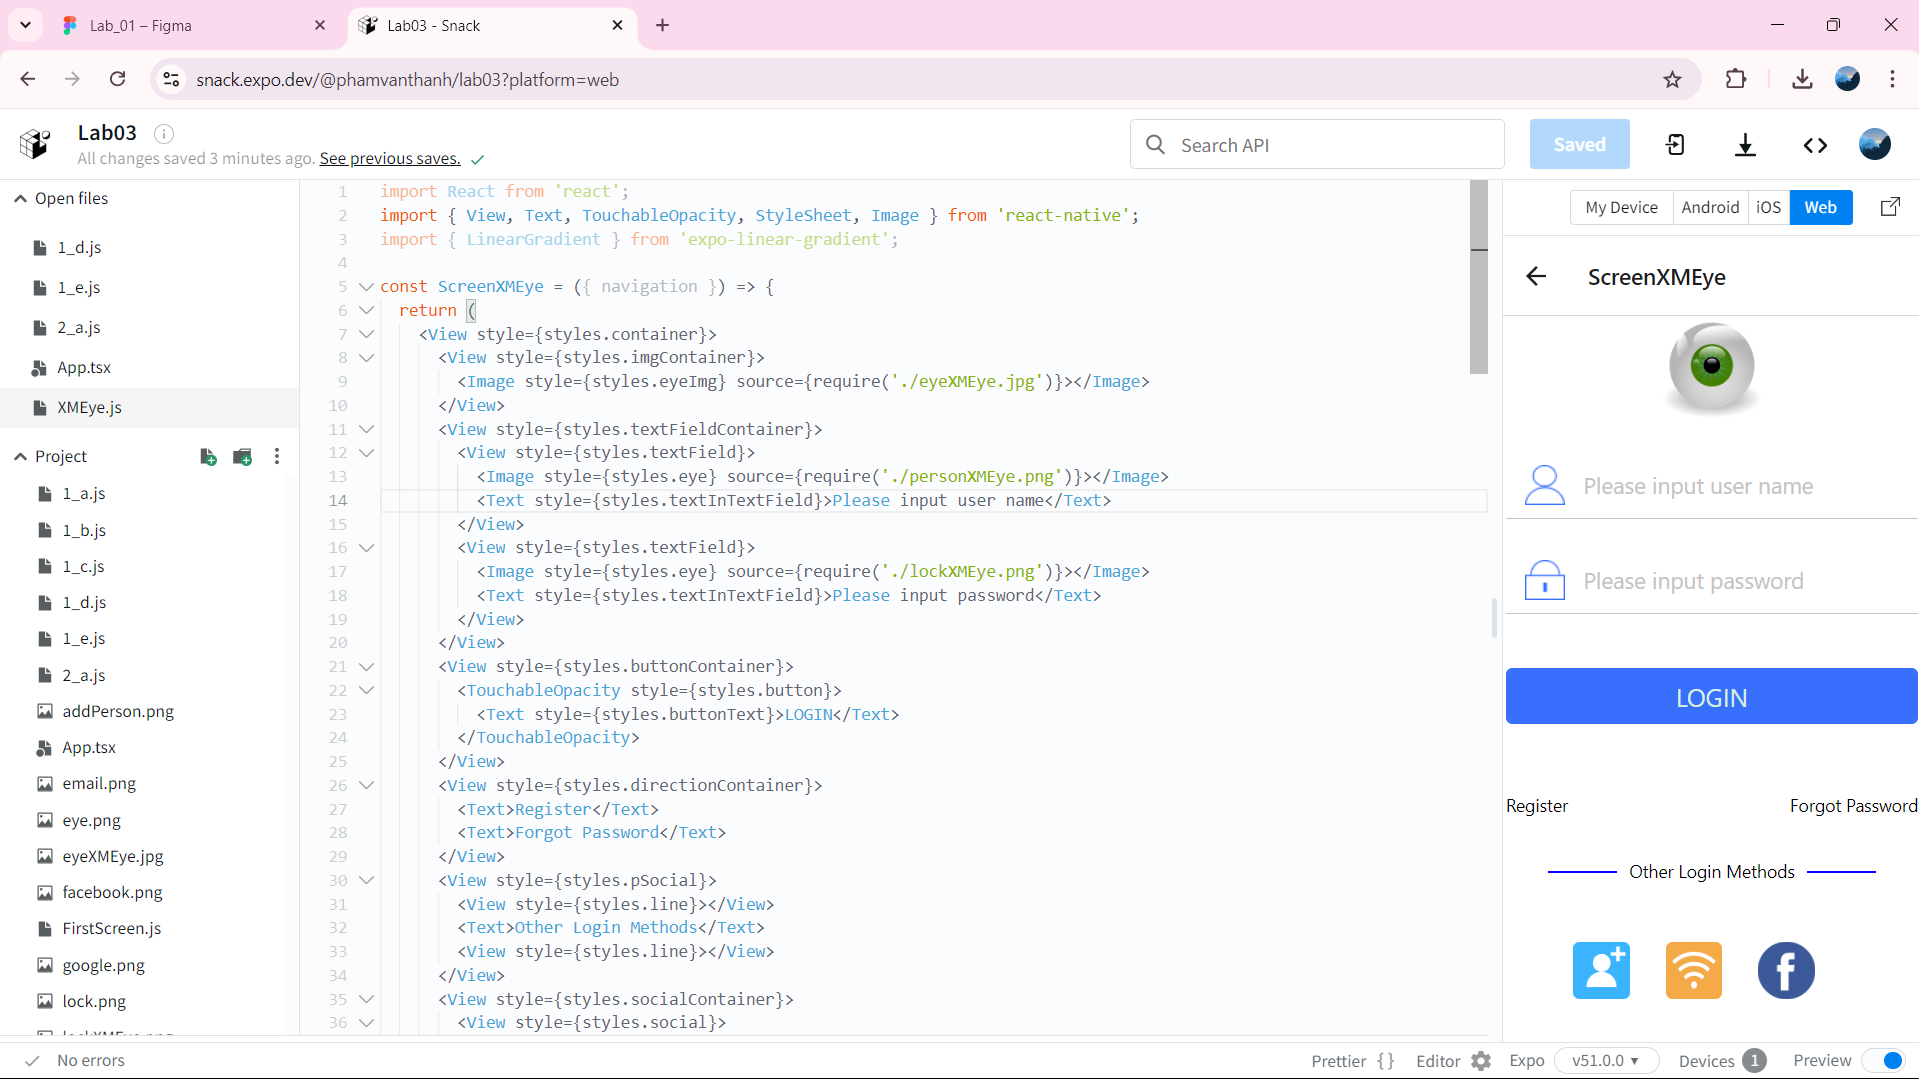 Lab_01 – Figma
Lab03 - Snack
snack.expo.dev/@phamvanthanh/lab03?platform=web
Lab03
All changes saved 3 minutes ago. See previous saves.
Search API
Saved
Open files
1_d.js
1_e.js
2_a.js
App.tsx
XMEye.js
Project
1_a.js
1_b.js
1_c.js
1_d.js
1_e.js
2_a.js
addPerson.png
App.tsx
email.png
eye.png
eyeXMEye.jpg
facebook.png
FirstScreen.js
google.png
lock.png
lockXMEye.png
1 import React from 'react';
2 import { View, Text, TouchableOpacity, StyleSheet, Image } from 'react-native';
3 import { LinearGradient } from 'expo-linear-gradient';
4
5 const ScreenXMEye = ({ navigation }) => {
6 return (
7 <View style={styles.container}>
8 <View style={styles.imgContainer}>
9 <Image style={styles.eyeImg} source={require('./eyeXMEye.jpg')}></Image>
10 </View>
11 <View style={styles.textFieldContainer}>
12 <View style={styles.textField}>
13 <Image style={styles.eye} source={require('./personXMEye.png')}></Image>
14 <Text style={styles.textInTextField}>Please input user name</Text>
15 </View>
16 <View style={styles.textField}>
17 <Image style={styles.eye} source={require('./lockXMEye.png')}></Image>
18 <Text style={styles.textInTextField}>Please input password</Text>
19 </View>
20 </View>
21 <View style={styles.buttonContainer}>
22 <TouchableOpacity style={styles.button}>
23 <Text style={styles.buttonText}>LOGIN</Text>
24 </TouchableOpacity>
25 </View>
26 <View style={styles.directionContainer}>
27 <Text>Register</Text>
28 <Text>Forgot Password</Text>
29 </View>
30 <View style={styles.pSocial}>
31 <View style={styles.line}></View>
32 <Text>Other Login Methods</Text>
33 <View style={styles.line}></View>
34 </View>
35 <View style={styles.socialContainer}>
36 <View style={styles.social}>
My Device Android iOS Web
ScreenXMEye
Please input user name
Please input password
LOGIN
Register Forgot Password
Other Login Methods
No errors
Prettier {} Editor Expo v51.0.0 Devices 1 Preview